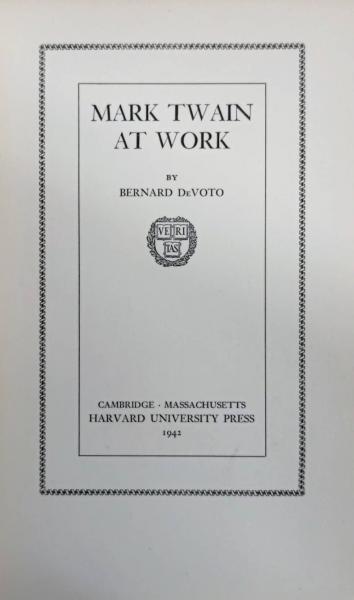 MARK TWAIN
AT WORK
BY
BERNARD DEVOTO
VE RI
TAS
CAMBRIDGE · MASSACHUSETTS
HARVARD UNIVERSITY PRESS
1942